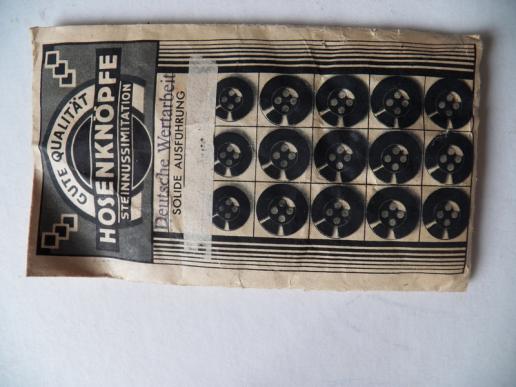 GUTE QUALITÄT
HOSENKNÖPFE
STEINNUSSIMITATION
Deutsche Wertarbeit
SOLIDE AUSFÜHRUNG